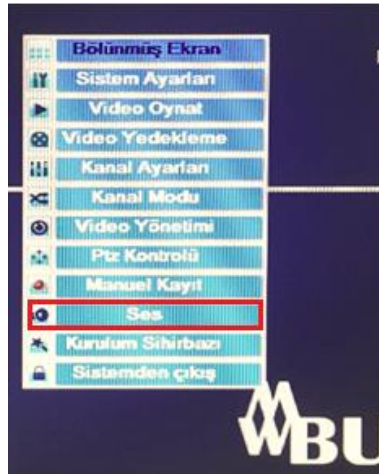 Bölünmüş Ekran
Sistem Ayarları
Video Oynat
Video Yedekleme
Kanal Ayarları
Kanal Modu
Video Yönetimi
Ptz Kontrolü
Manuel Kayıt
Ses
Kurulum Sihirbazı
Sistemden çıkış
BU